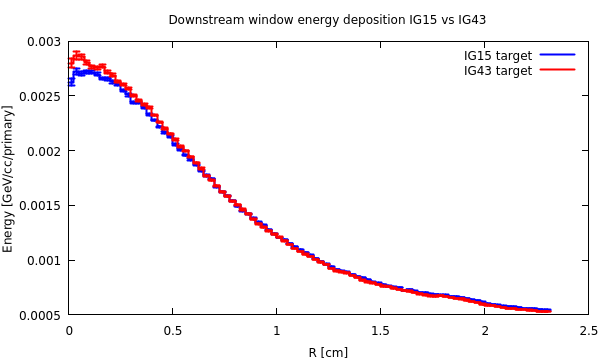 Downstream window energy deposition IG15 vs IG43
0.003
0.0025
0.002
0.0015
0.001
0.0005
Energy [GeV/cc/primary]
IG15 target
IG43 target
0 0.5 1 1.5 2 2.5
R [cm]